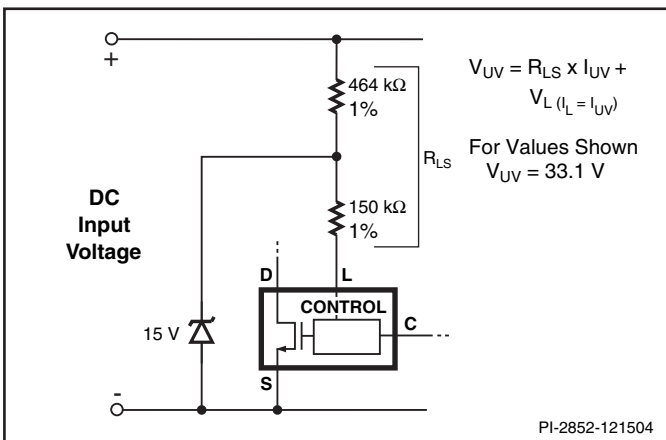 +
464 kΩ
1%
V_UV = R_LS x I_UV +
V_L (I_L = I_UV)
For Values Shown
V_UV = 33.1 V
R_LS
DC
Input
Voltage
150 kΩ
1%
D
L
CONTROL
C
15 V
S
-
PI-2852-121504